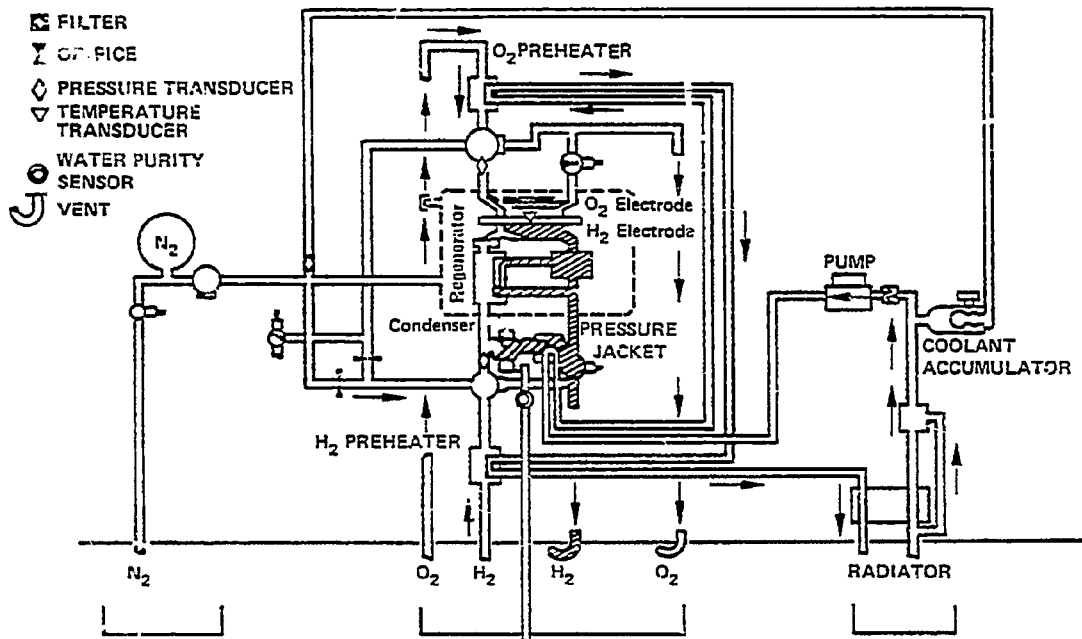 FILTER
PRESSURE TRANSDUCER
TEMPERATURE
TRANSDUCER
WATER PURITY
SENSOR
VENT
O₂ PREHEATER
N₂
O₂ Electrode
H₂ Electrode
Regenerator
Condenser
PRESSURE
JACKET
PUMP
COOLANT
ACCUMULATOR
H₂ PREHEATER
N₂
O₂
H₂
H₂
O₂
RADIATOR